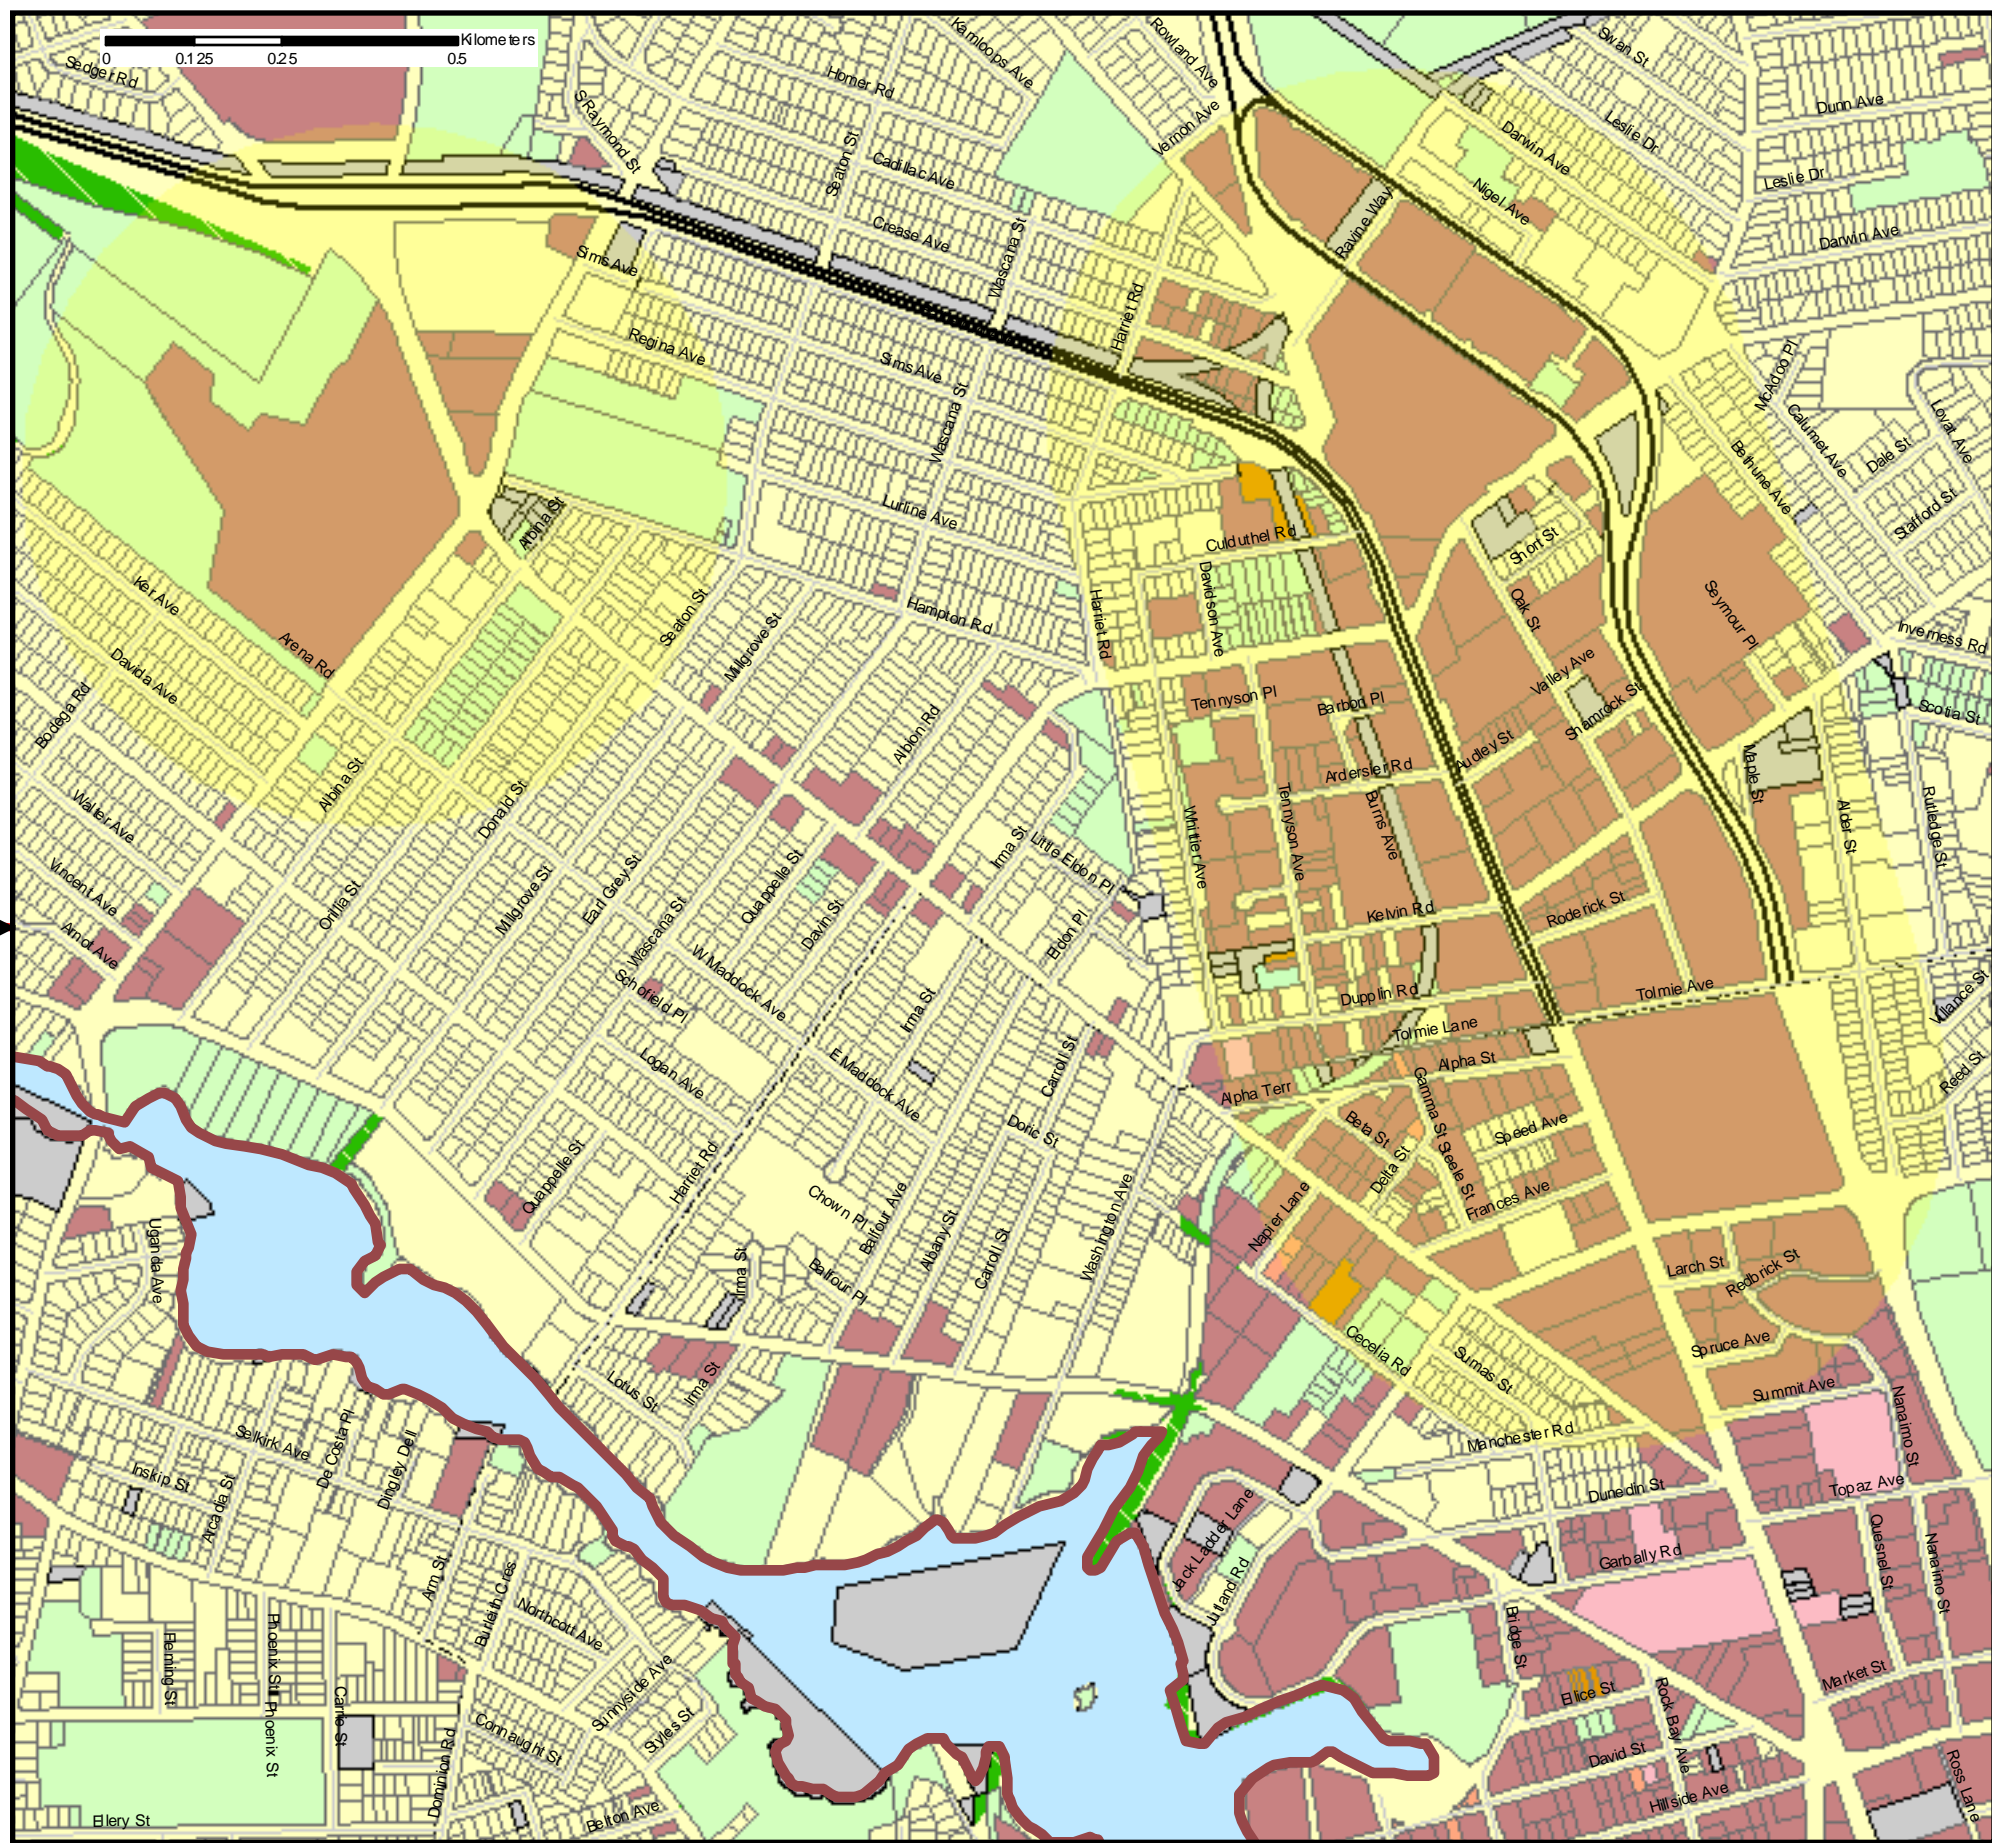 Kilometers
0 0.125 0.25 0.5
Sedger Rd
Homer Rd
Kamloops Ave
Rowland Ave
Swan St
Dunn Ave
S Raymond St
Seaton St
Cadillac Ave
Vernon Ave
Darwin Ave
Leslie Dr
Leslie Dr
Nigel Ave
Ravine Way
Crease Ave
Wascana St
Darwin Ave
Sims Ave
Harriet Rd
Regina Ave
Sims Ave
McAdoo Pl
Wascana St
Calumet Ave
Lovat Ave
Dale St
Bethune Ave
Stafford St
Lurline Ave
Albina St
Culduthel Rd
Short St
Ker Ave
Davidson Ave
Oak St
Seymour Pl
Hampton Rd
Harriet Rd
Seaton St
Millgrove St
Inverness Rd
Arena Rd
Davida Ave
Valley Ave
Tennyson Pl
Barbon Pl
Shamrock St
Scotia St
Bodega Rd
Albion Rd
Audley St
Ardersier Rd
Maple St
Albina St
Donald St
Tennyson Ave
Burns Ave
Whittier Ave
Alder St
Rutledge St
Walter Ave
Irma St
Little Eldon Pl
Vincent Ave
Orillia St
Millgrove St
Earl Grey St
Quappelle St
Davin St
Kelvin Rd
Roderick St
Eldon Pl
Arnot Ave
S Wascana St
W Maddock Ave
Schofield Pl
Irma St
Dupplin Rd
Tolmie Ave
Vllance St
Tolmie Lane
Logan Ave
E Maddock Ave
Carroll St
Alpha St
Reed St
Alpha Terr
Gamma St
Doric St
Beta St
Speed Ave
Delta St
Steele St
Quappelle St
Harriet Rd
Chown Pl
Balfour Ave
Albany St
Washington Ave
Napier Lane
Frances Ave
Uganda Ave
Irma St
Balfour Pl
Carroll St
Larch St
Redbrick St
Cecelia Rd
Spruce Ave
Sumas St
Lotus St
Irma St
Summit Ave
Nanaimo St
Selkirk Ave
De Costa Pl
Dingley Dell
Manchester Rd
Inskip St
Arcadia St
Dunedin St
Topaz Ave
Jack Ladder Lane
Garbally Rd
Quesnel St
Nanaimo St
Arm St
Burleith Cres
Jutland Rd
Northcott Ave
Bridge St
Fleming St
Phoenix St
Phoenix St
Carrie St
Sunnyside Ave
Styles St
Connaught St
Dominion Rd
Ellice St
Rock Bay Ave
Market St
David St
Hillside Ave
Ross Lane
Ellery St
Belton Ave